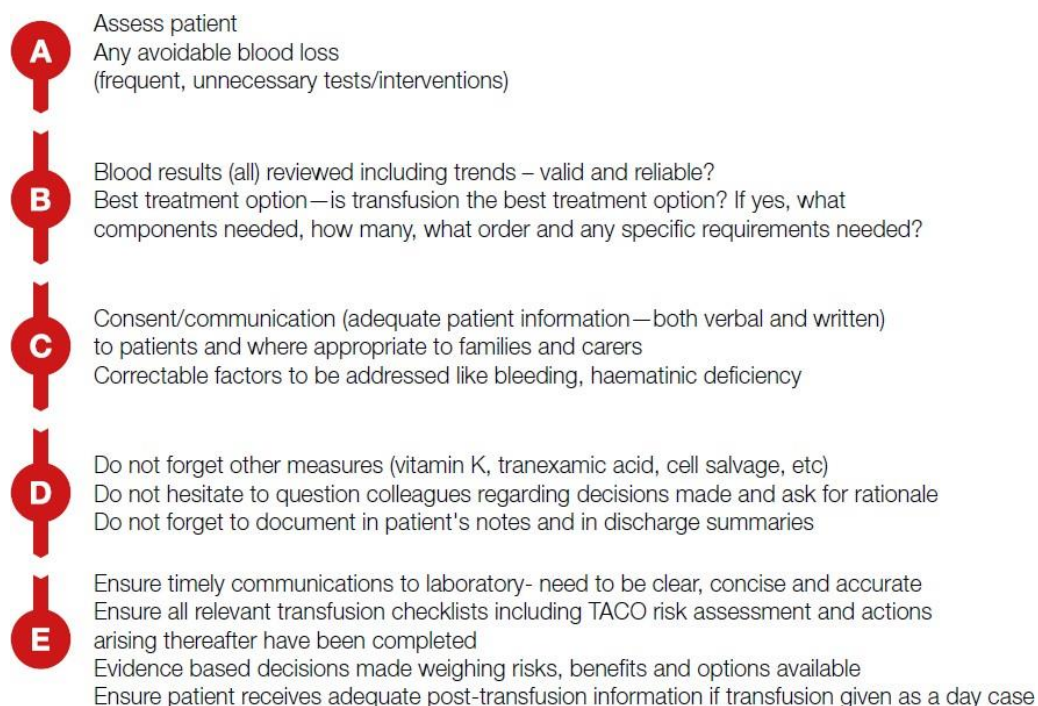 A
Assess patient
Any avoidable blood loss
(frequent, unnecessary tests/interventions)
B
Blood results (all) reviewed including trends – valid and reliable?
Best treatment option—is transfusion the best treatment option? If yes, what
components needed, how many, what order and any specific requirements needed?
C
Consent/communication (adequate patient information—both verbal and written)
to patients and where appropriate to families and carers
Correctable factors to be addressed like bleeding, haematinic deficiency
D
Do not forget other measures (vitamin K, tranexamic acid, cell salvage, etc)
Do not hesitate to question colleagues regarding decisions made and ask for rationale
Do not forget to document in patient's notes and in discharge summaries
E
Ensure timely communications to laboratory- need to be clear, concise and accurate
Ensure all relevant transfusion checklists including TACO risk assessment and actions
arising thereafter have been completed
Evidence based decisions made weighing risks, benefits and options available
Ensure patient receives adequate post-transfusion information if transfusion given as a day case